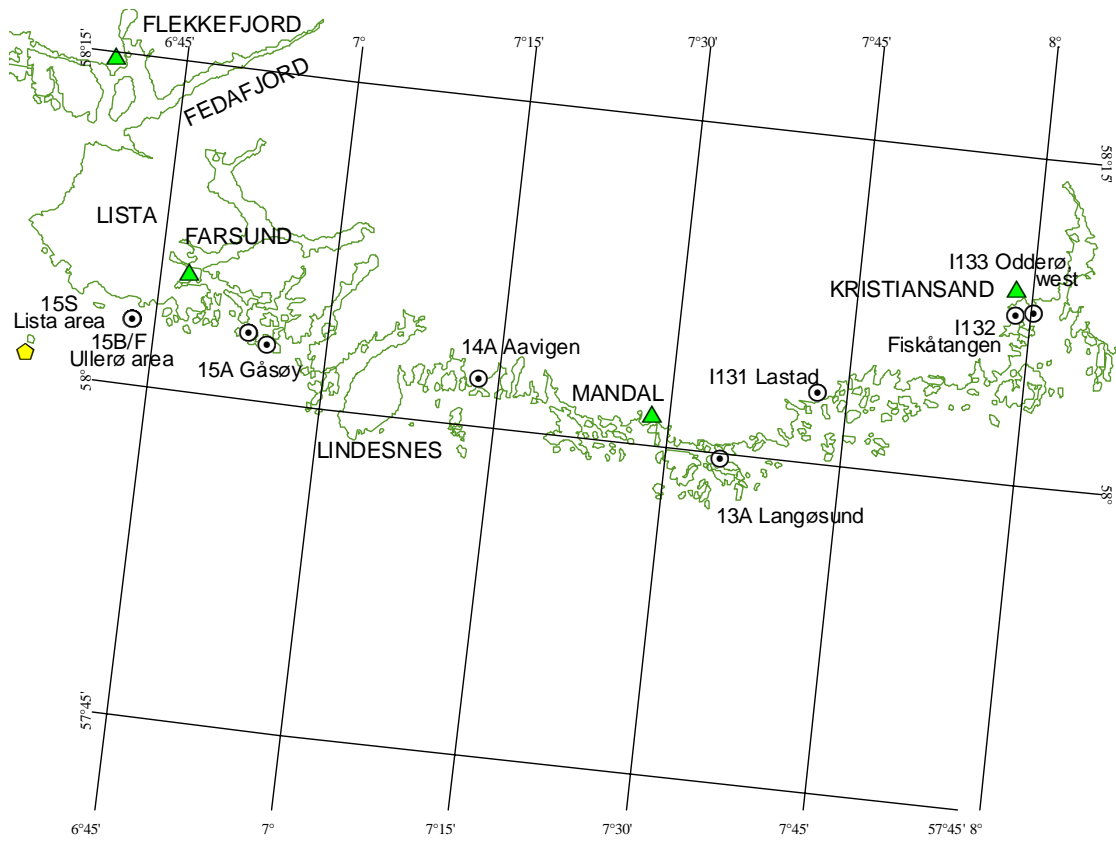 FLEKKEFJORD
58°15'
6°45'
7°
7°15'
7°30'
7°45'
8°
FEDAFJORD
58°15'
LISTA
FARSUND
I133 Odderø,
west
KRISTIANSAND
15S
Lista area
15B/F
Ullerø area
I132
Fiskåtangen
14A Aavigen
15A Gåsøy
I131 Lastad
MANDAL
58°
LINDESNES
58°
13A Langøsund
57°45'
6°45'
7°
7°15'
7°30'
7°45'
57°45'
8°